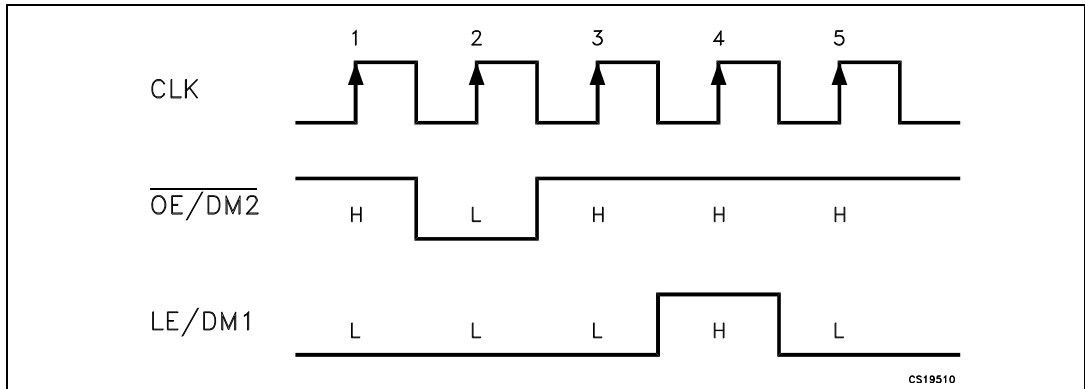 1 2 3 4 5
CLK
OE/DM2
H L H H H
LE/DM1
L L L H L
CS19510